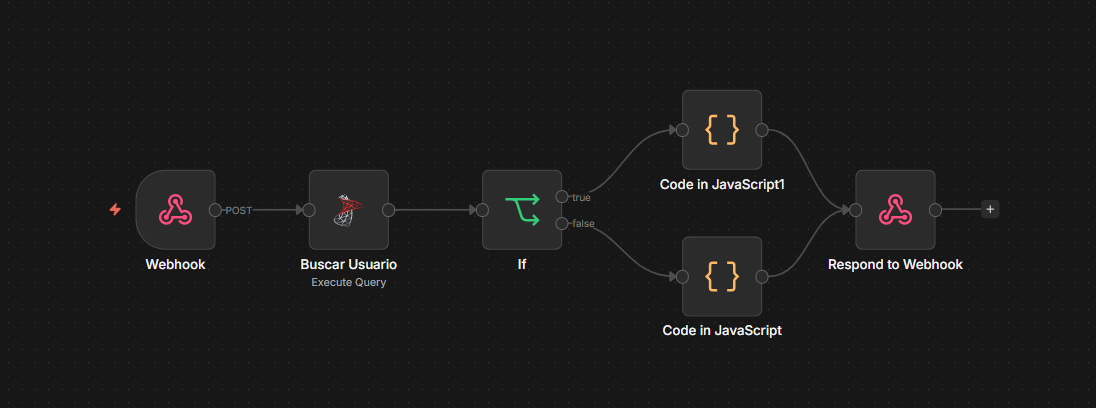 POST
Webhook
Buscar Usuario
Execute Query
true
false
If
{ }
Code in JavaScript1
{ }
Code in JavaScript
Respond to Webhook
+